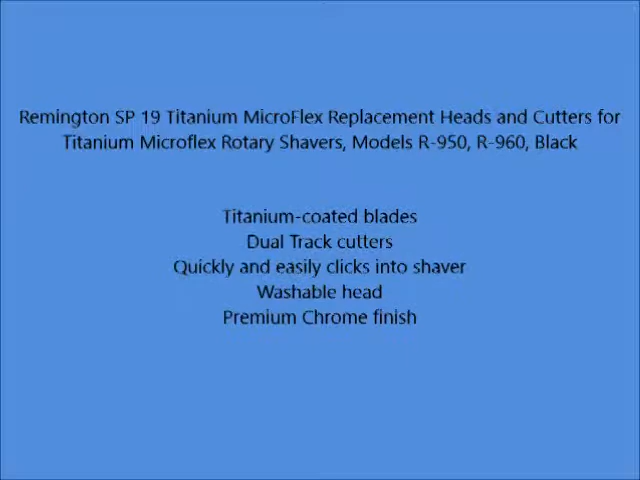 Remington SP 19 Titanium MicroFlex Replacement Heads and Cutters for
Titanium Microflex Rotary Shavers, Models R-950, R-960, Black
Titanium-coated blades
Dual Track cutters
Quickly and easily clicks into shaver
Washable head
Premium Chrome finish